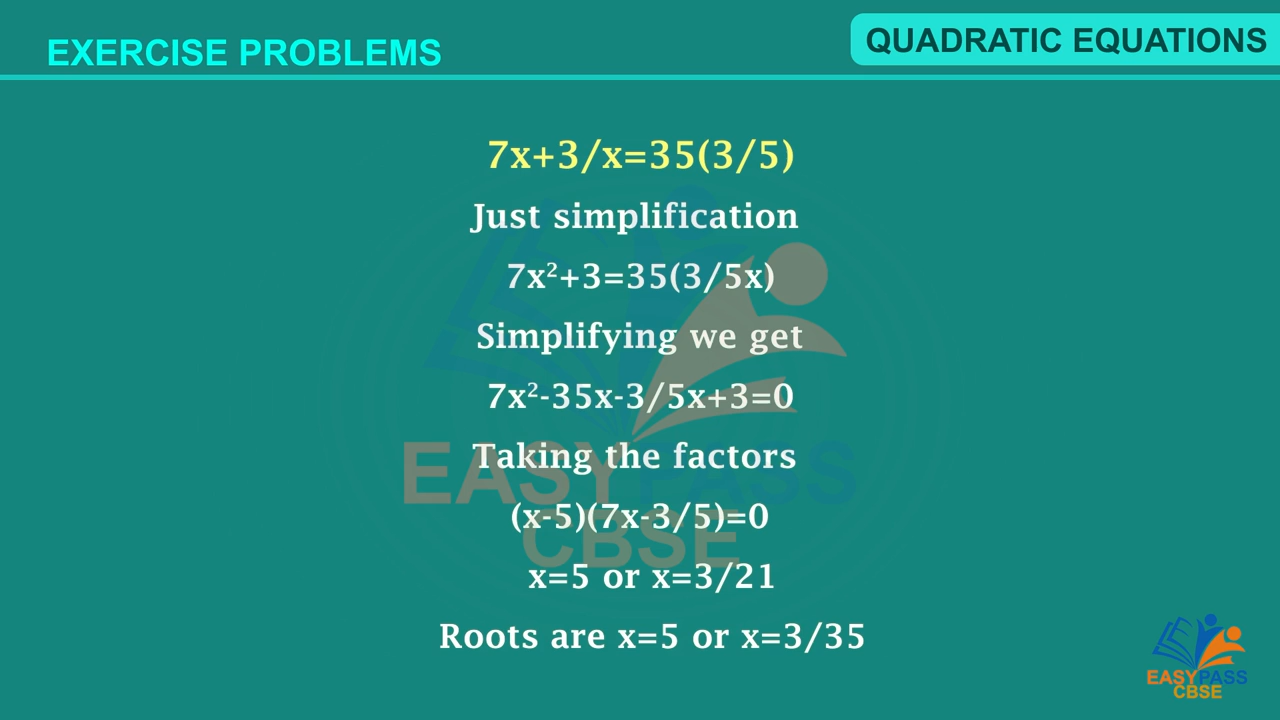 EXERCISE PROBLEMS
QUADRATIC EQUATIONS
7x+3/x=35(3/5)
Just simplification
7x²+3=35(3/5x)
Simplifying we get
7x²-35x-3/5x+3=0
Taking the factors
(x-5)(7x-3/5)=0
x=5 or x=3/21
Roots are x=5 or x=3/35
EASYPASS
CBSE
EASYPASS
CBSE